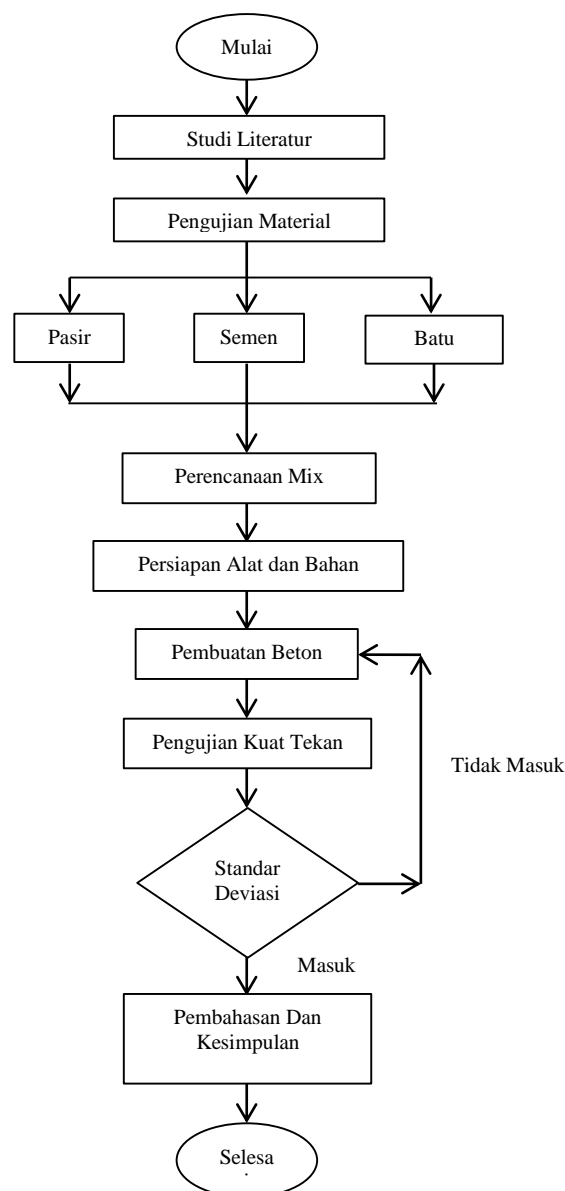 Mulai
Studi Literatur
Pengujian Material
Pasir
Semen
Batu
Perencanaan Mix
Persiapan Alat dan Bahan
Pembuatan Beton
Pengujian Kuat Tekan
Tidak Masuk
Standar
Deviasi
Masuk
Pembahasan Dan
Kesimpulan
Selesa